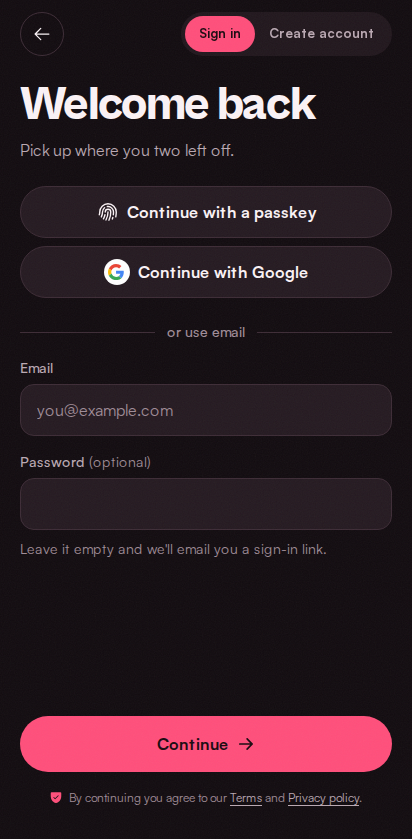 Sign in
Create account
Welcome back
Pick up where you two left off.
Continue with a passkey
Continue with Google
or use email
Email
you@example.com
Password (optional)
Leave it empty and we'll email you a sign-in link.
Continue
By continuing you agree to our Terms and Privacy policy.